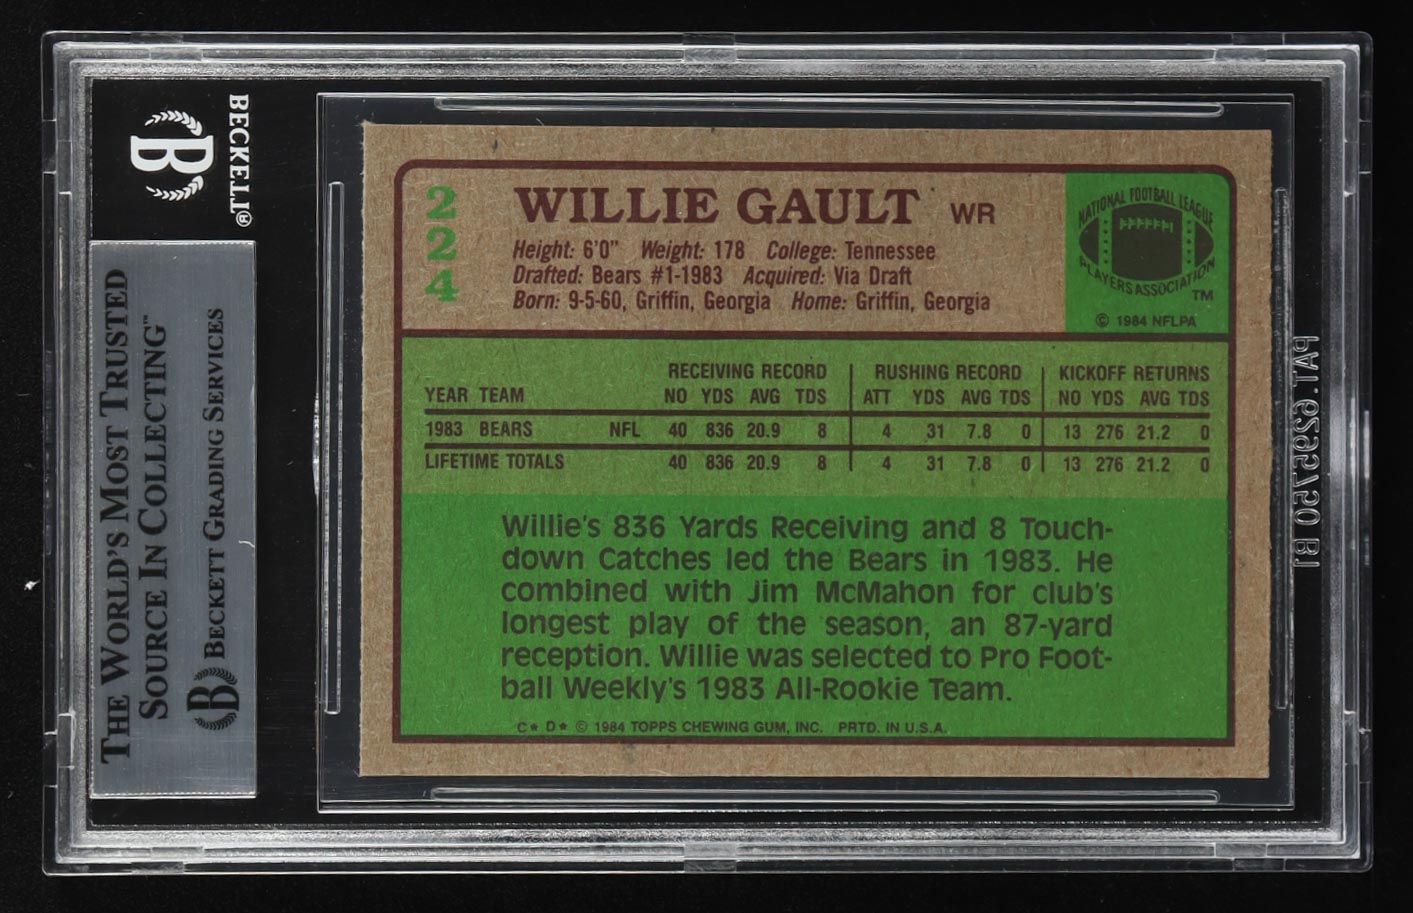 BECKETT®
B
THE WORLD'S MOST TRUSTED
SOURCE IN COLLECTING™
B BECKETT GRADING SERVICES
224
WILLIE GAULT WR
Height: 6'0" Weight: 178 College: Tennessee
Drafted: Bears #1-1983 Acquired: Via Draft
Born: 9-5-60, Griffin, Georgia Home: Griffin, Georgia
NATIONAL FOOTBALL LEAGUE
PLAYERS ASSOCIATION
TM
© 1984 NFLPA
RECEIVING RECORD RUSHING RECORD KICKOFF RETURNS
YEAR TEAM NO YDS AVG TDS ATT YDS AVG TDS NO YDS AVG TDS
1983 BEARS NFL 40 836 20.9 8 4 31 7.8 0 13 276 21.2 0
LIFETIME TOTALS 40 836 20.9 8 4 31 7.8 0 13 276 21.2 0
Willie's 836 Yards Receiving and 8 Touch-
down Catches led the Bears in 1983. He
combined with Jim McMahon for club's
longest play of the season, an 87-yard
reception. Willie was selected to Pro Foot-
ball Weekly's 1983 All-Rookie Team.
C★ D★ © 1984 TOPPS CHEWING GUM, INC. PRTD. IN U.S.A.
PAT. 6295750 B1